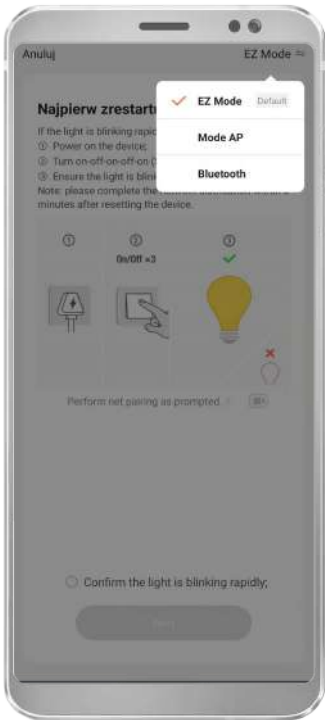 Anuluj
EZ Mode
EZ Mode Default
Mode AP
Bluetooth
Najpierw zrestart
If the light is blinking rapid
① Power on the device;
② Turn on-off-on-off-on
③ Ensure the light is blin
Note: please complete the
minutes after resetting the device.
① ② ③
On/Off ×3
Perform net pairing as prompted
Confirm the light is blinking rapidly;